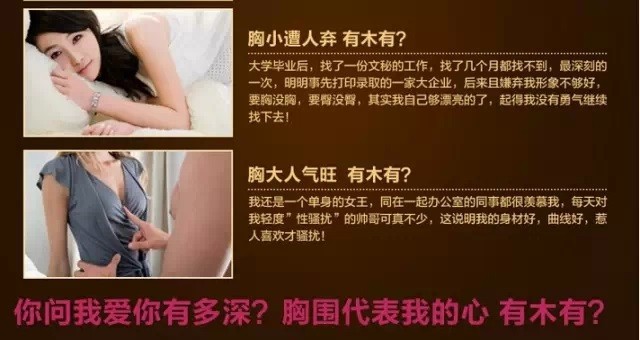 胸小遭人弃 有木有?
大学毕业后，找了一份文秘的工作，找了几个月都找不到，最深刻的
一次，明明事先打印录取的一家大企业，后来且嫌弃我形象不够好，
要胸没胸，要臀没臀，其实我自己够漂亮的了，起得我没有勇气继续
找下去！
胸大人气旺 有木有?
我还是一个单身的女王，同在一起办公室的同事都很羡慕我，每天对
我轻度"性骚扰"的帅哥可真不少，这说明我的身材好，曲线好，惹
人喜欢才骚扰！
你问我爱你有多深？胸围代表我的心 有木有？